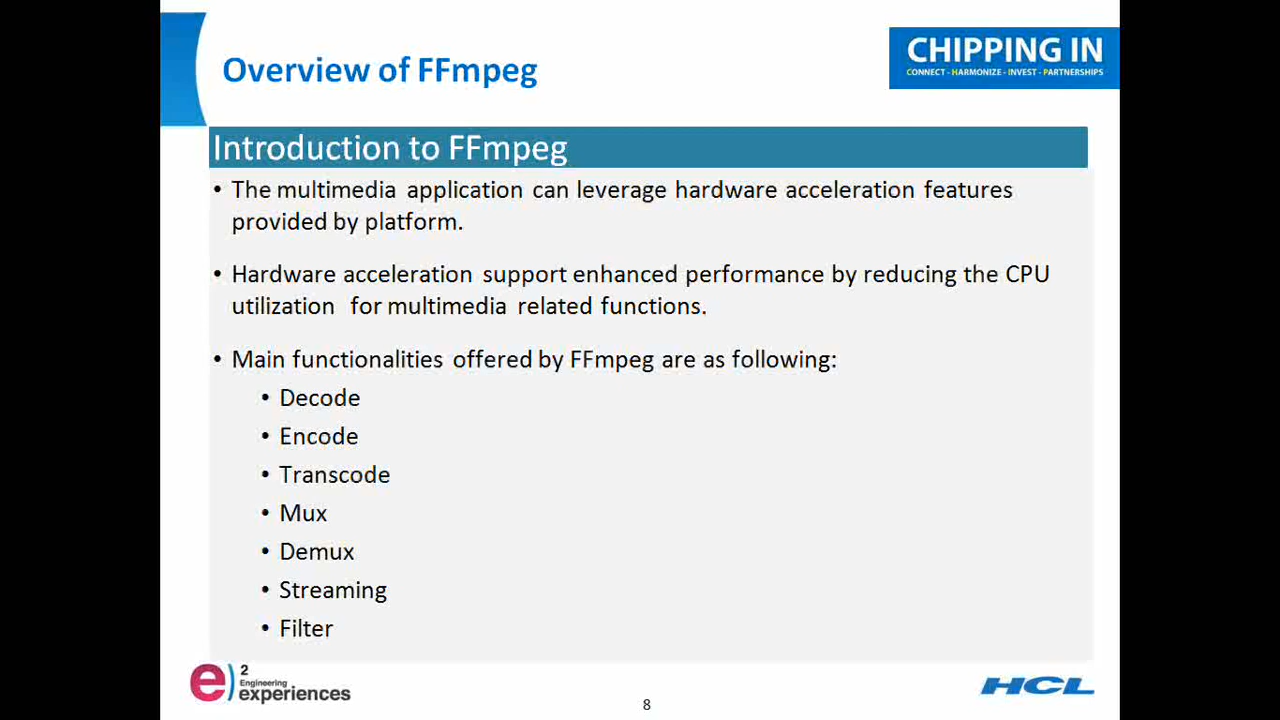 Overview of FFmpeg
CHIPPING IN
CONNECT - HARMONIZE - INVEST - PARTNERSHIPS
Introduction to FFmpeg
• The multimedia application can leverage hardware acceleration features
provided by platform.
• Hardware acceleration support enhanced performance by reducing the CPU
utilization for multimedia related functions.
• Main functionalities offered by FFmpeg are as following:
• Decode
• Encode
• Transcode
• Mux
• Demux
• Streaming
• Filter
e) 2
Engineering
experiences
8
HCL